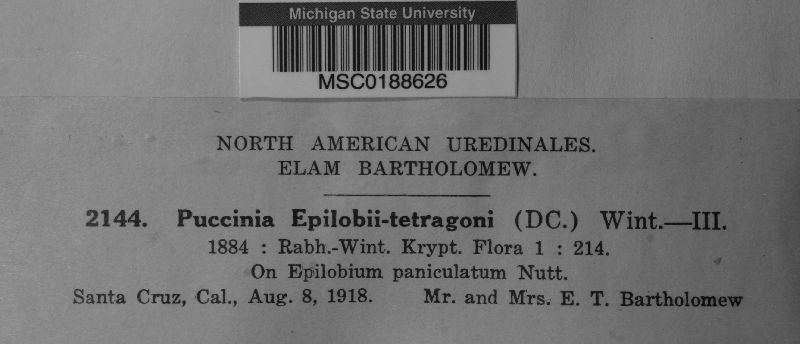 Michigan State University
MSC0188626
NORTH AMERICAN UREDINALES.
ELAM BARTHOLOMEW.
2144. Puccinia Epilobii-tetragoni (DC.) Wint.—III.
1884 : Rabh.-Wint. Krypt. Flora 1 : 214.
On Epilobium paniculatum Nutt.
Santa Cruz, Cal., Aug. 8, 1918. Mr. and Mrs. E. T. Bartholomew